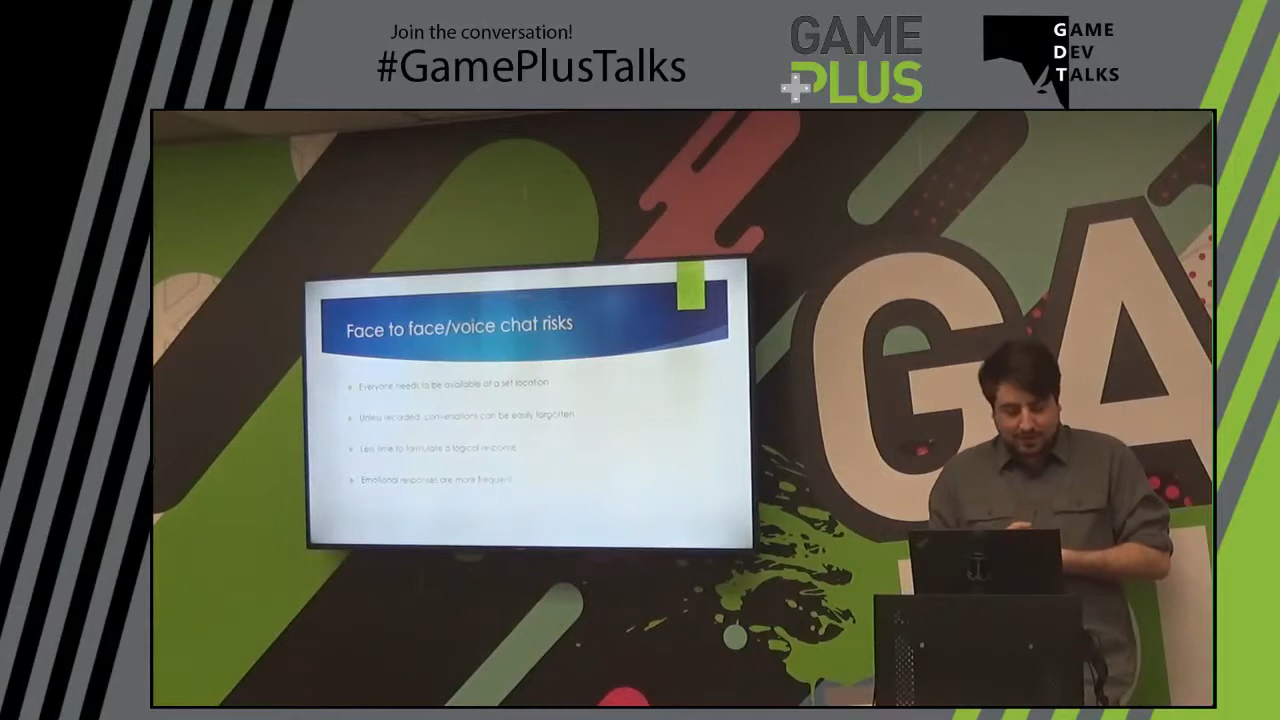 Join the conversation!
#GamePlusTalks
GAME
PLUS
GAME
DEV
TALKS
Face to face/voice chat risks
Everyone needs to be available at a set location
Unless recorded, conversations can be easily forgotten
Less time to formulate a logical response
Emotional responses are more frequent
GA